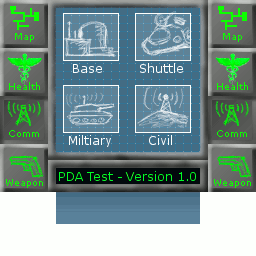 Map
Base
Shuttle
Map
Health
Health
Comm
Comm
Miltiary
Civil
Weapon
PDA Test - Version 1.0
Weapon